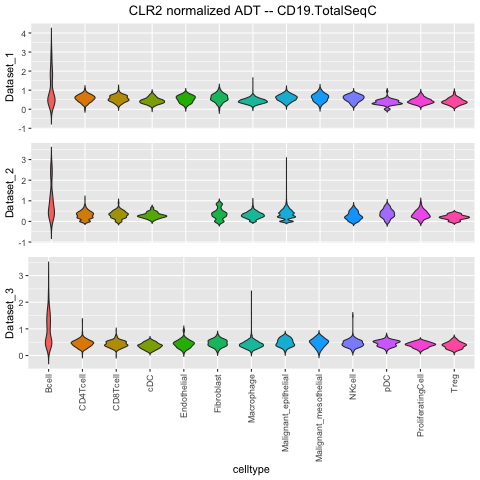 CLR2 normalized ADT -- CD19.TotalSeqC
Dataset_1
4
3
2
1
0
-1
Dataset_2
3
2
1
0
-1
Dataset_3
3
2
1
0
Bcell
CD4Tcell
CD8Tcell
cDC
Endothelial
Fibroblast
Macrophage
Malignant_epithelial
Malignant_mesothelial
NKcell
pDC
ProliferatingCell
Treg
celltype